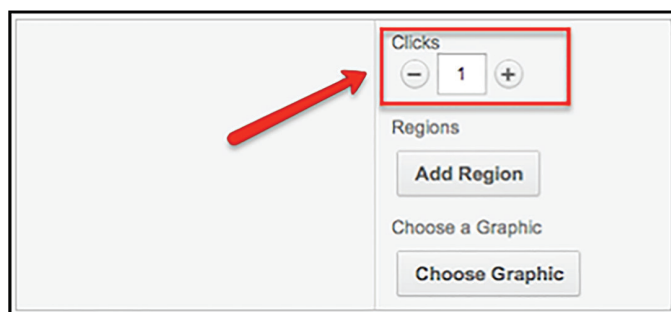 Clicks
− 1 +
Regions
Add Region
Choose a Graphic
Choose Graphic